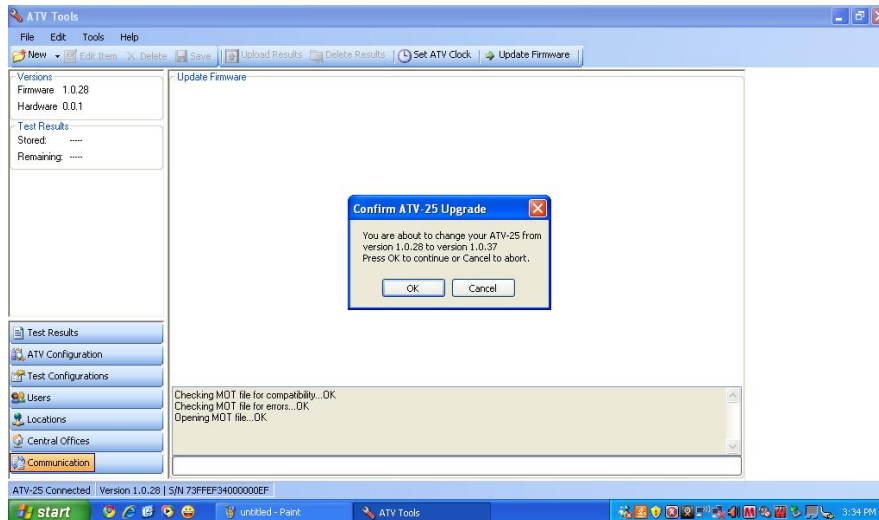 ATV Tools
File Edit Tools Help
New Edit Item Delete Save Upload Results Delete Results Set ATV Clock Update Firmware
Versions
Firmware 1.0.28
Hardware 0.0.1
Test Results
Stored: -----
Remaining: -----
Update Firmware
Confirm ATV-25 Upgrade
You are about to change your ATV-25 from
version 1.0.28 to version 1.0.37
Press OK to continue or Cancel to abort.
OK Cancel
Test Results
ATV Configuration
Test Configurations
Users
Locations
Central Offices
Communication
Checking MOT file for compatibility...OK
Checking MOT file for errors...OK
Opening MOT file...OK
ATV-25 Connected Version 1.0.28 S/N 73FFEF34000000EF
start untitled - Paint ATV Tools 3:34 PM